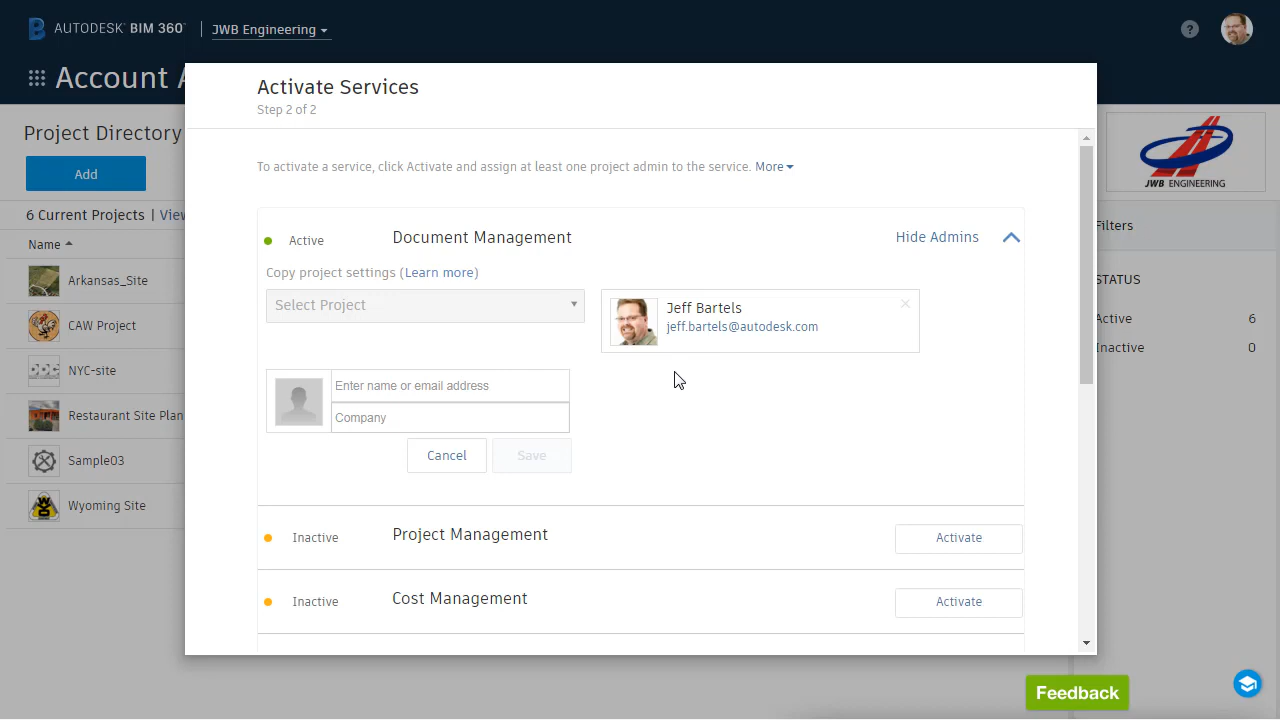 AUTODESK BIM 360
JWB Engineering
?
Account A
Project Directory
Add
6 Current Projects | View
Name
Arkansas_Site
CAW Project
NYC-site
Restaurant Site Plan
Sample03
Wyoming Site
Activate Services
Step 2 of 2
To activate a service, click Activate and assign at least one project admin to the service. More
Active
Document Management
Hide Admins
Copy project settings (Learn more)
Select Project
Jeff Bartels
jeff.bartels@autodesk.com
Enter name or email address
Company
Cancel
Save
Inactive
Project Management
Activate
Inactive
Cost Management
Activate
JWB ENGINEERING
Filters
STATUS
Active 6
Inactive 0
Feedback